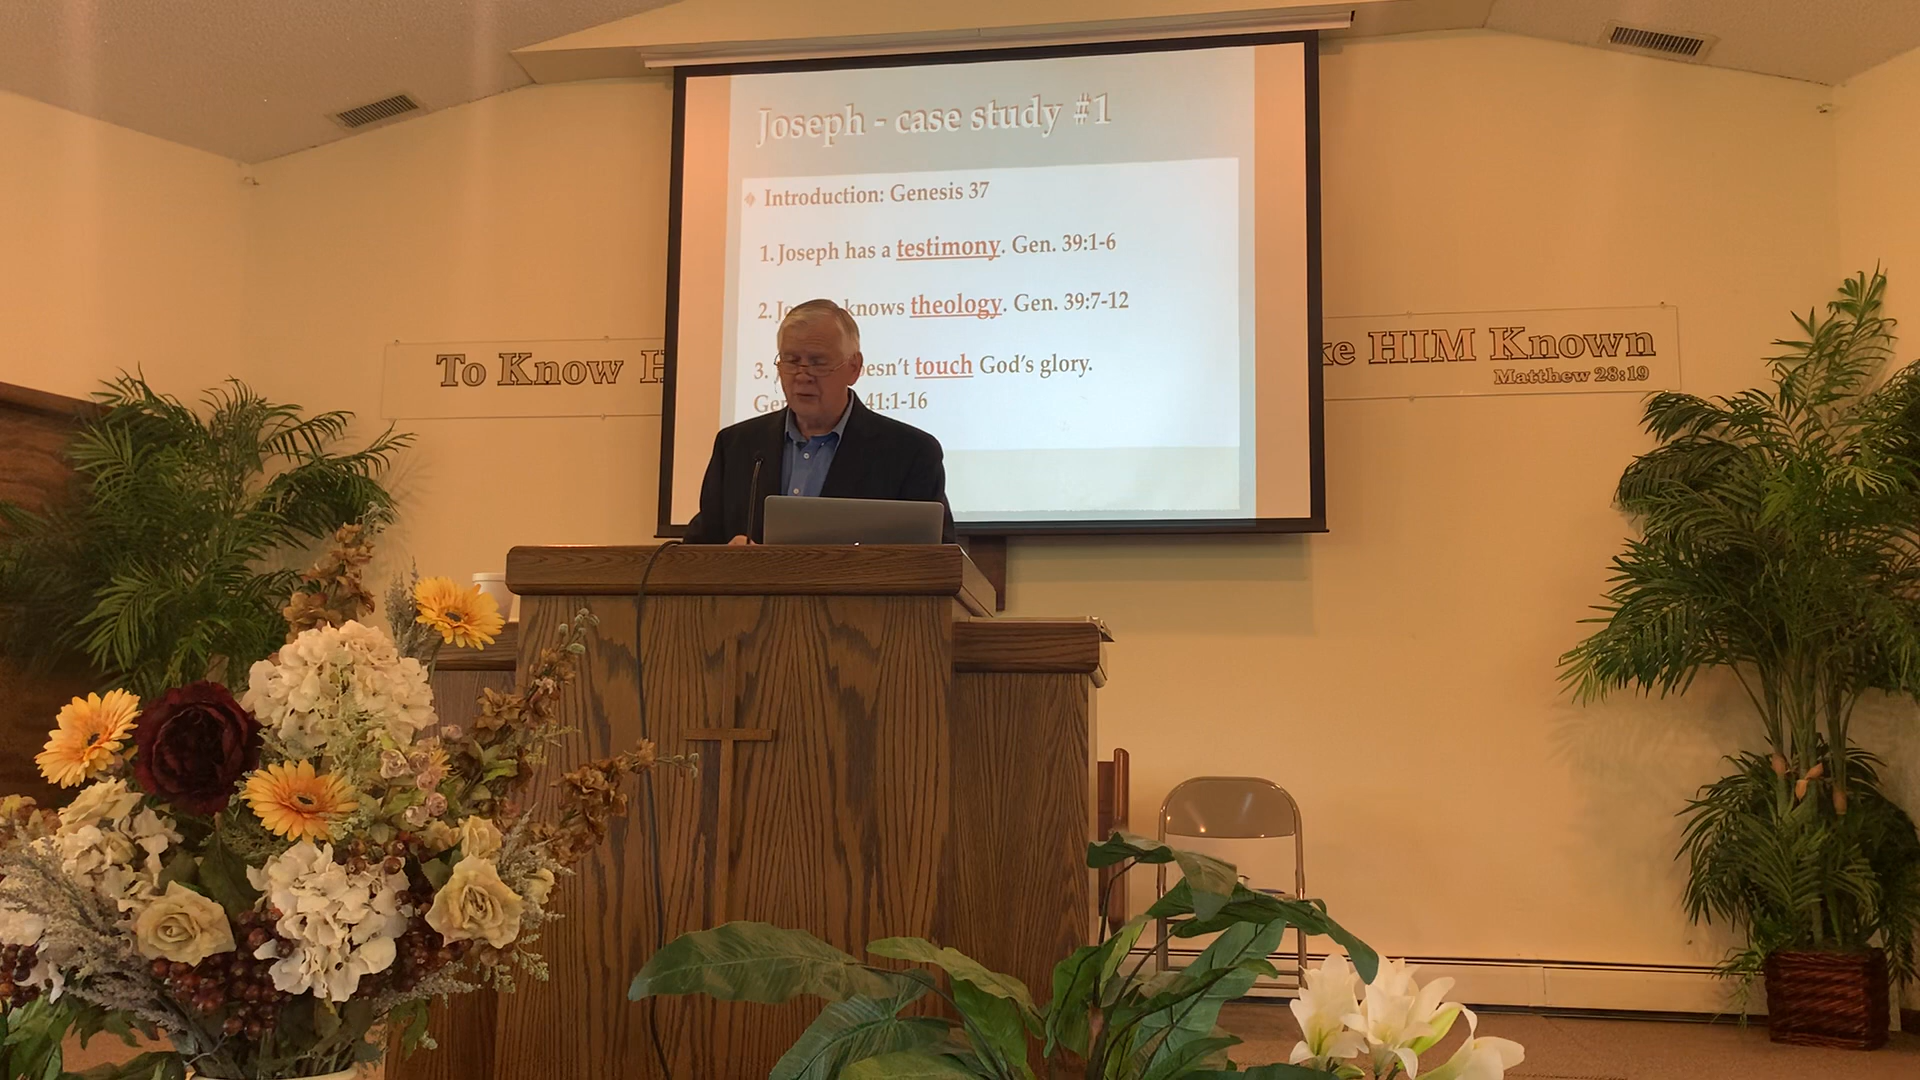 Joseph - case study #1
Introduction: Genesis 37
1. Joseph has a testimony. Gen. 39:1-6
2. knows theology. Gen. 39:7-12
3. touch God's glory.
41:1-16
To Know
HIM Known
Matthew 28:19